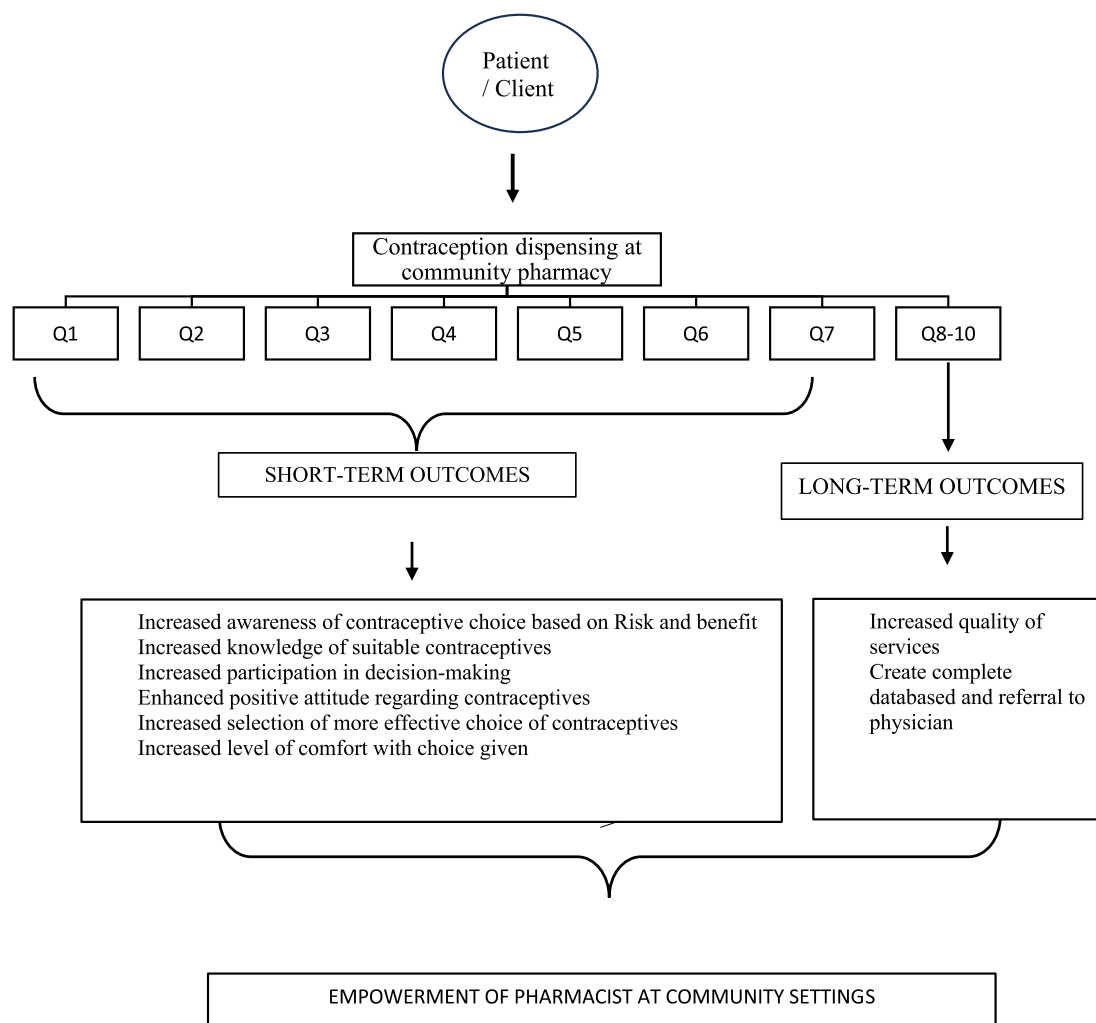 Patient
/ Client
Contraception dispensing at
community pharmacy
Q1
Q2
Q3
Q4
Q5
Q6
Q7
Q8-10
SHORT-TERM OUTCOMES
LONG-TERM OUTCOMES
Increased awareness of contraceptive choice based on Risk and benefit
Increased knowledge of suitable contraceptives
Increased participation in decision-making
Enhanced positive attitude regarding contraceptives
Increased selection of more effective choice of contraceptives
Increased level of comfort with choice given
Increased quality of
services
Create complete
databased and referral to
physician
EMPOWERMENT OF PHARMACIST AT COMMUNITY SETTINGS